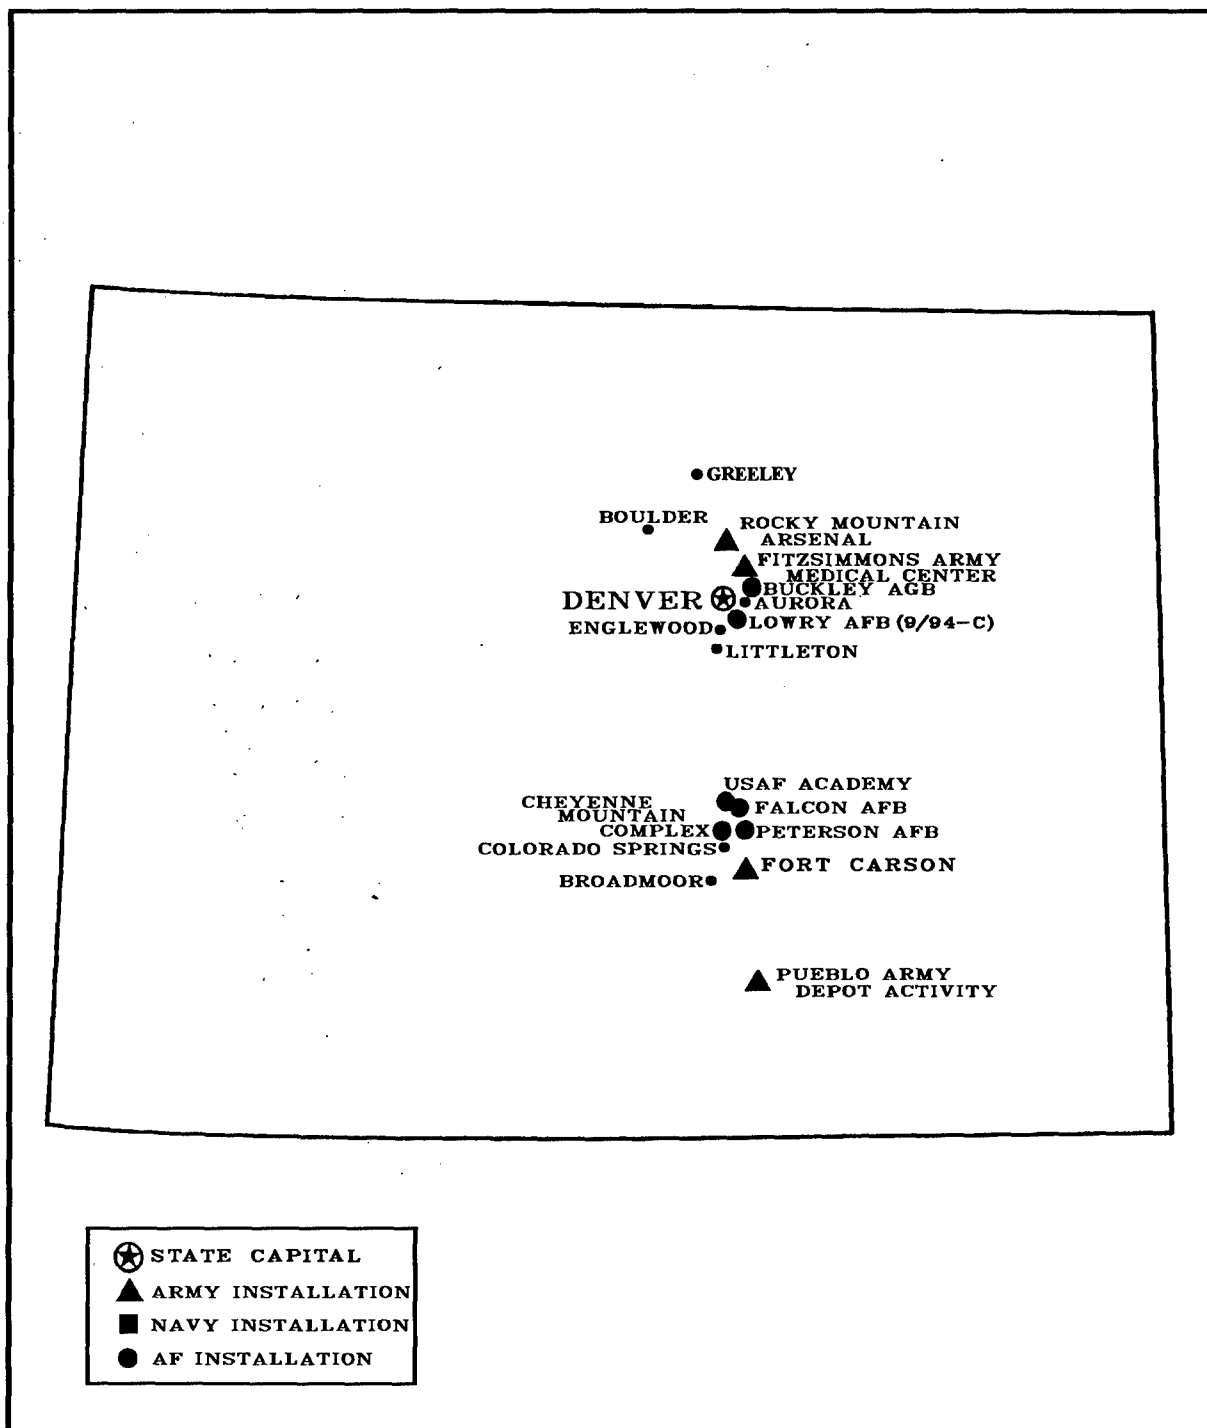 GREELEY
BOULDER
ROCKY MOUNTAIN
ARSENAL
FITZSIMMONS ARMY
MEDICAL CENTER
BUCKLEY AGB
DENVER
AURORA
LOWRY AFB (9/94-C)
ENGLEWOOD
LITTLETON
USAF ACADEMY
CHEYENNE
MOUNTAIN
COMPLEX
FALCON AFB
PETERSON AFB
COLORADO SPRINGS
FORT CARSON
BROADMOOR
PUEBLO ARMY
DEPOT ACTIVITY
STATE CAPITAL
ARMY INSTALLATION
NAVY INSTALLATION
AF INSTALLATION